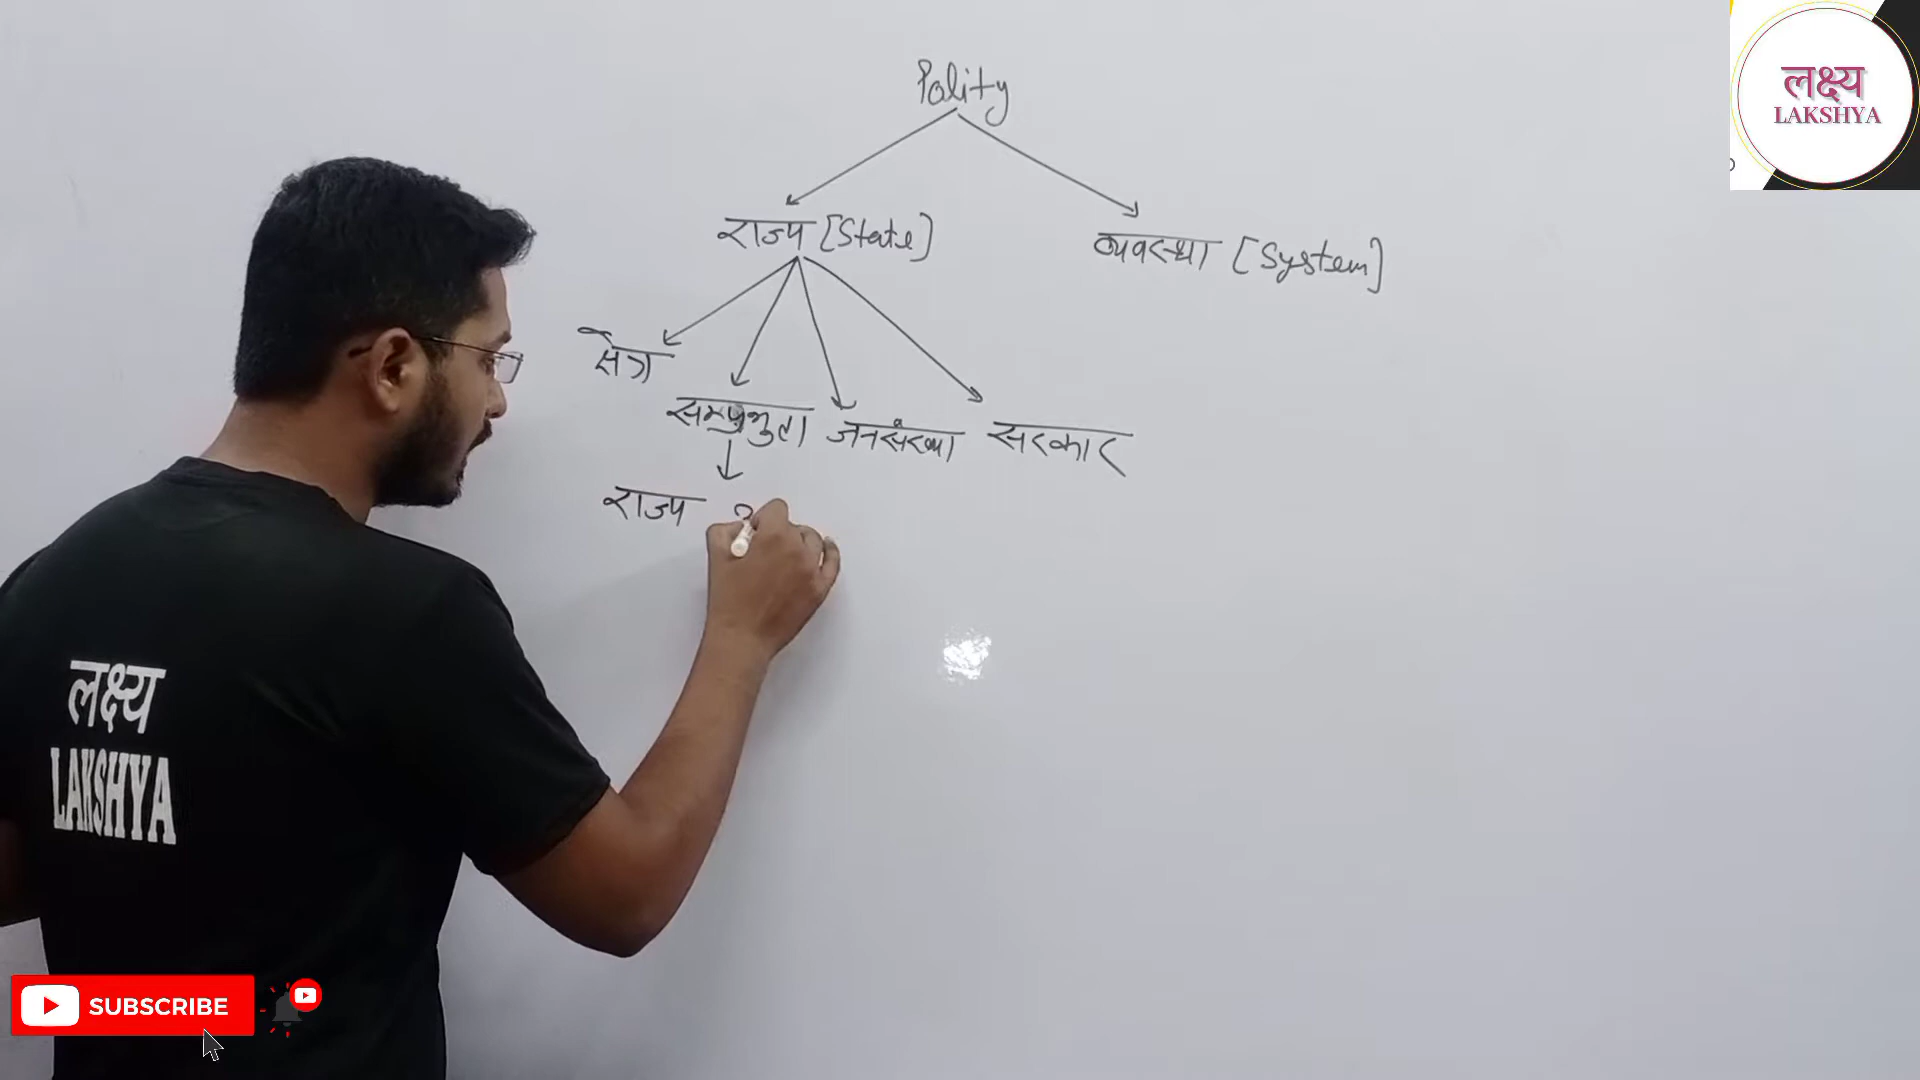 Polity
राज्य [State]
व्यवस्था [System]
क्षेत्र
सम्प्रभुता
जनसंख्या
सरकार
राज्य
लक्ष्य
LAKSHYA
लक्ष्य
LAKSHYA
SUBSCRIBE